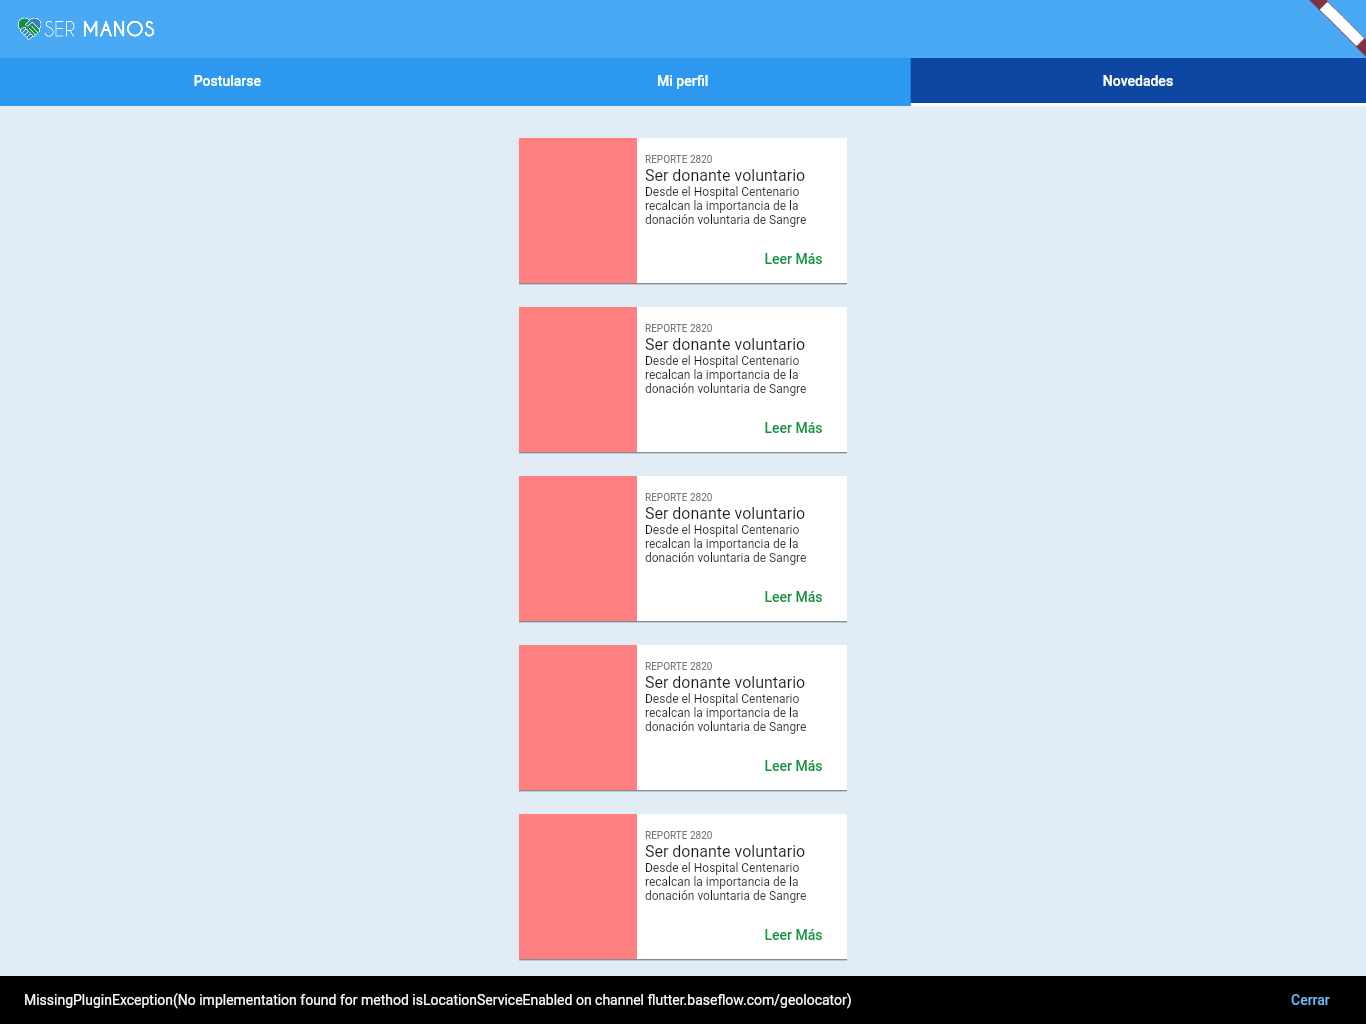 SER MANOS
Postularse
Mi perfil
Novedades
REPORTE 2820
Ser donante voluntario
Desde el Hospital Centenario
recalcan la importancia de la
donación voluntaria de Sangre
Leer Más
REPORTE 2820
Ser donante voluntario
Desde el Hospital Centenario
recalcan la importancia de la
donación voluntaria de Sangre
Leer Más
REPORTE 2820
Ser donante voluntario
Desde el Hospital Centenario
recalcan la importancia de la
donación voluntaria de Sangre
Leer Más
REPORTE 2820
Ser donante voluntario
Desde el Hospital Centenario
recalcan la importancia de la
donación voluntaria de Sangre
Leer Más
REPORTE 2820
Ser donante voluntario
Desde el Hospital Centenario
recalcan la importancia de la
donación voluntaria de Sangre
Leer Más
MissingPluginException(No implementation found for method isLocationServiceEnabled on channel flutter.baseflow.com/geolocator)
Cerrar